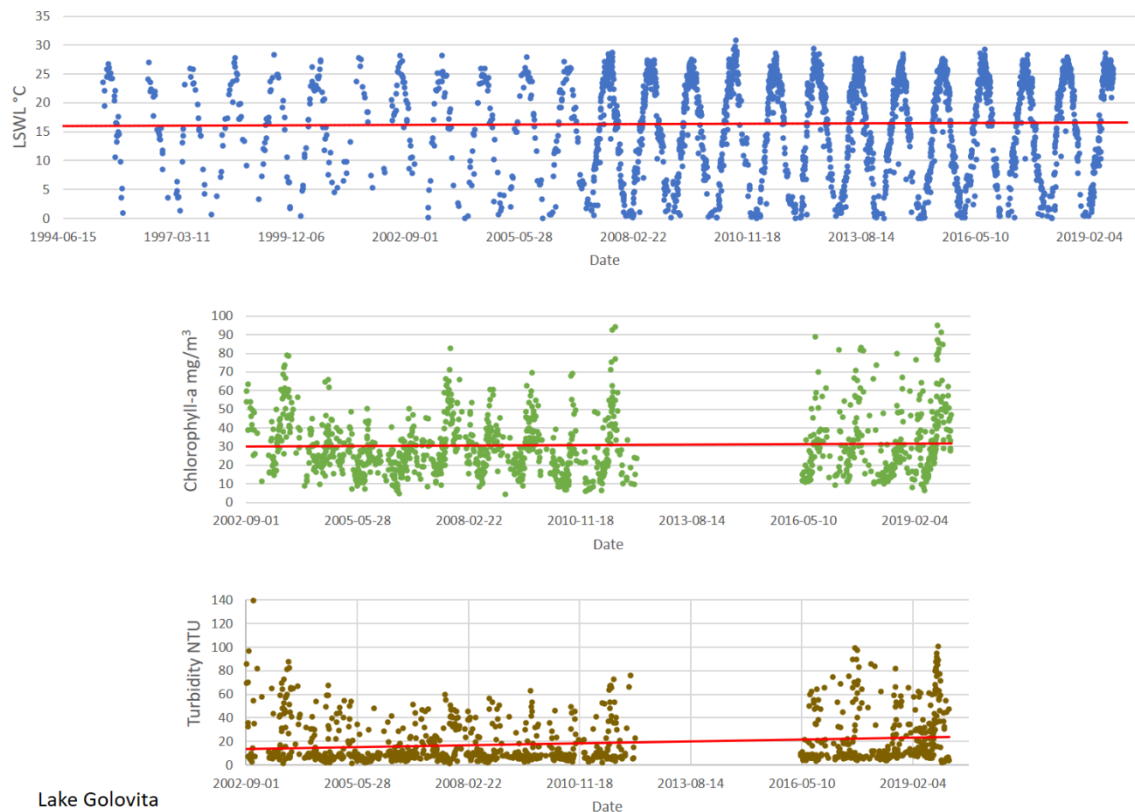 35
30
25
20
15
10
5
0
LSWL °C
1994-06-15 1997-03-11 1999-12-06 2002-09-01 2005-05-28 2008-02-22 2010-11-18 2013-08-14 2016-05-10 2019-02-04
Date
100
90
80
70
60
50
40
30
20
10
0
Chlorophyll-a mg/m³
2002-09-01 2005-05-28 2008-02-22 2010-11-18 2013-08-14 2016-05-10 2019-02-04
Date
140
120
100
80
60
40
20
0
Turbidity NTU
2002-09-01 2005-05-28 2008-02-22 2010-11-18 2013-08-14 2016-05-10 2019-02-04
Date
Lake Golovita